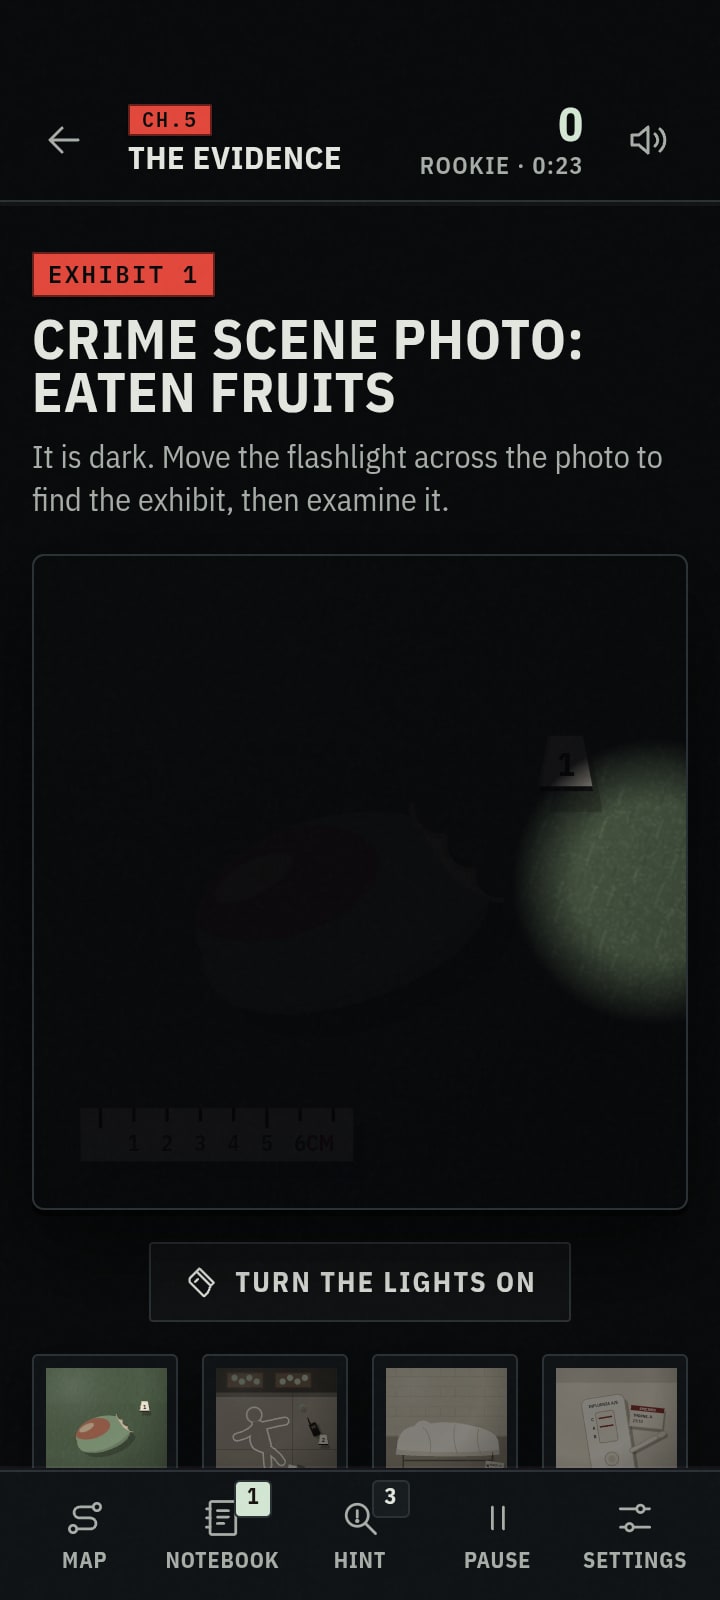 CH.5
THE EVIDENCE
0
ROOKIE · 0:23
EXHIBIT 1
CRIME SCENE PHOTO:
EATEN FRUITS
It is dark. Move the flashlight across the photo to
find the exhibit, then examine it.
1
1 2 3 4 5 6CM
TURN THE LIGHTS ON
1
3
MAP
NOTEBOOK
HINT
PAUSE
SETTINGS